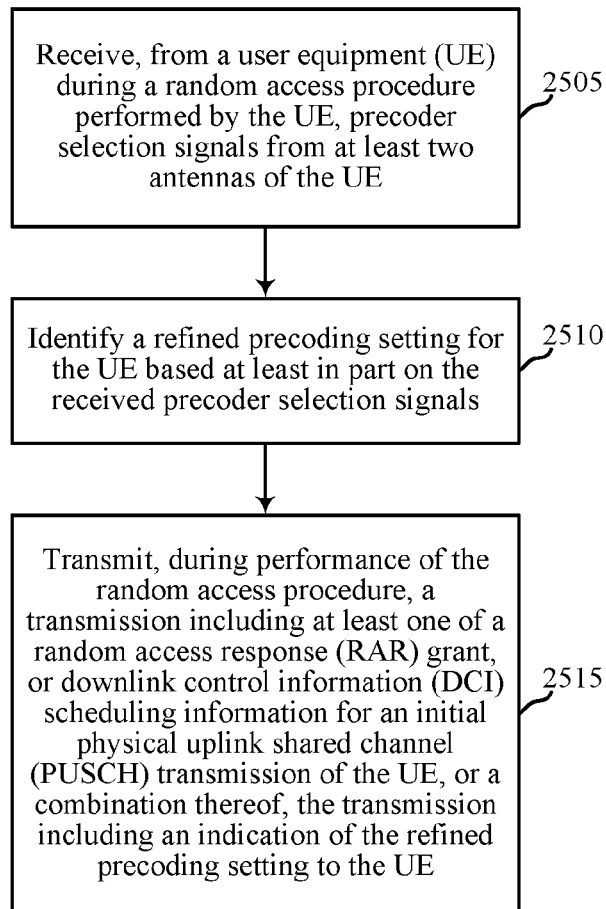 Receive, from a user equipment (UE)
during a random access procedure
performed by the UE, precoder
selection signals from at least two
antennas of the UE
2505
Identify a refined precoding setting for
the UE based at least in part on the
received precoder selection signals
2510
Transmit, during performance of the
random access procedure, a
transmission including at least one of a
random access response (RAR) grant,
or downlink control information (DCI)
scheduling information for an initial
physical uplink shared channel
(PUSCH) transmission of the UE, or a
combination thereof, the transmission
including an indication of the refined
precoding setting to the UE
2515